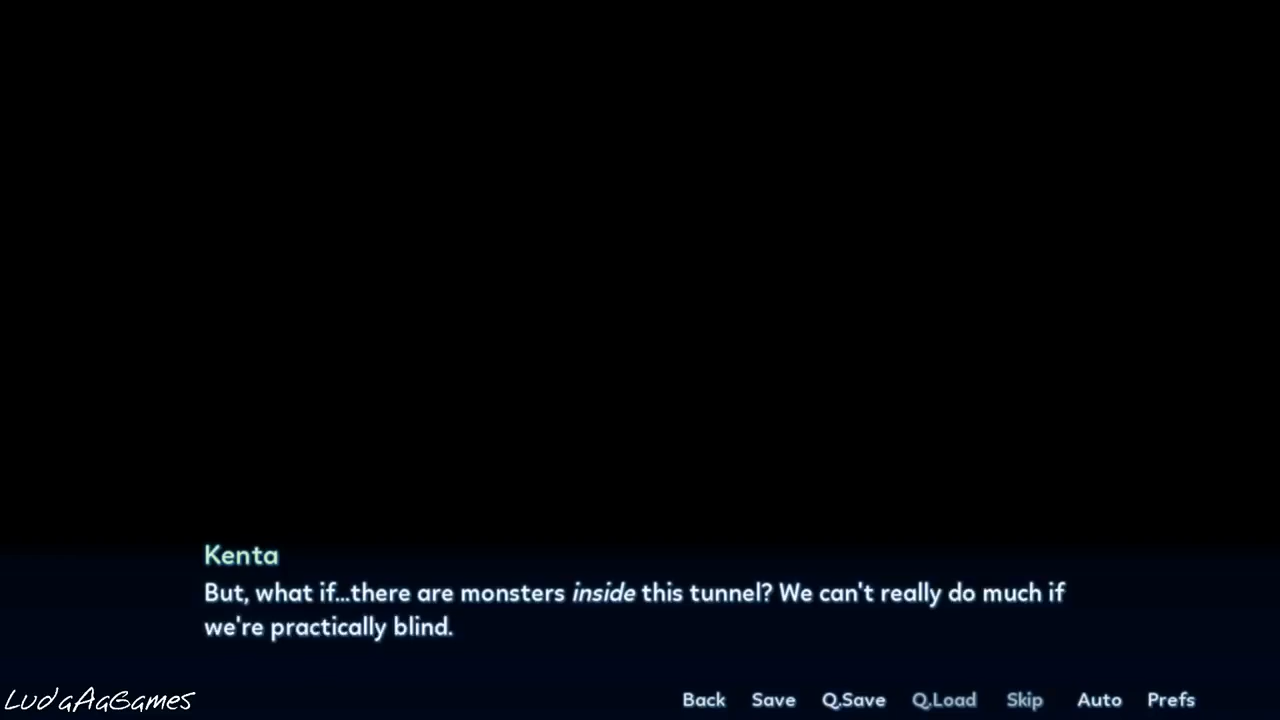 Kenta
But, what if...there are monsters inside this tunnel? We can't really do much if
we're practically blind.
LudaAaGames
Back Save Q.Save Q.Load Skip Auto Prefs